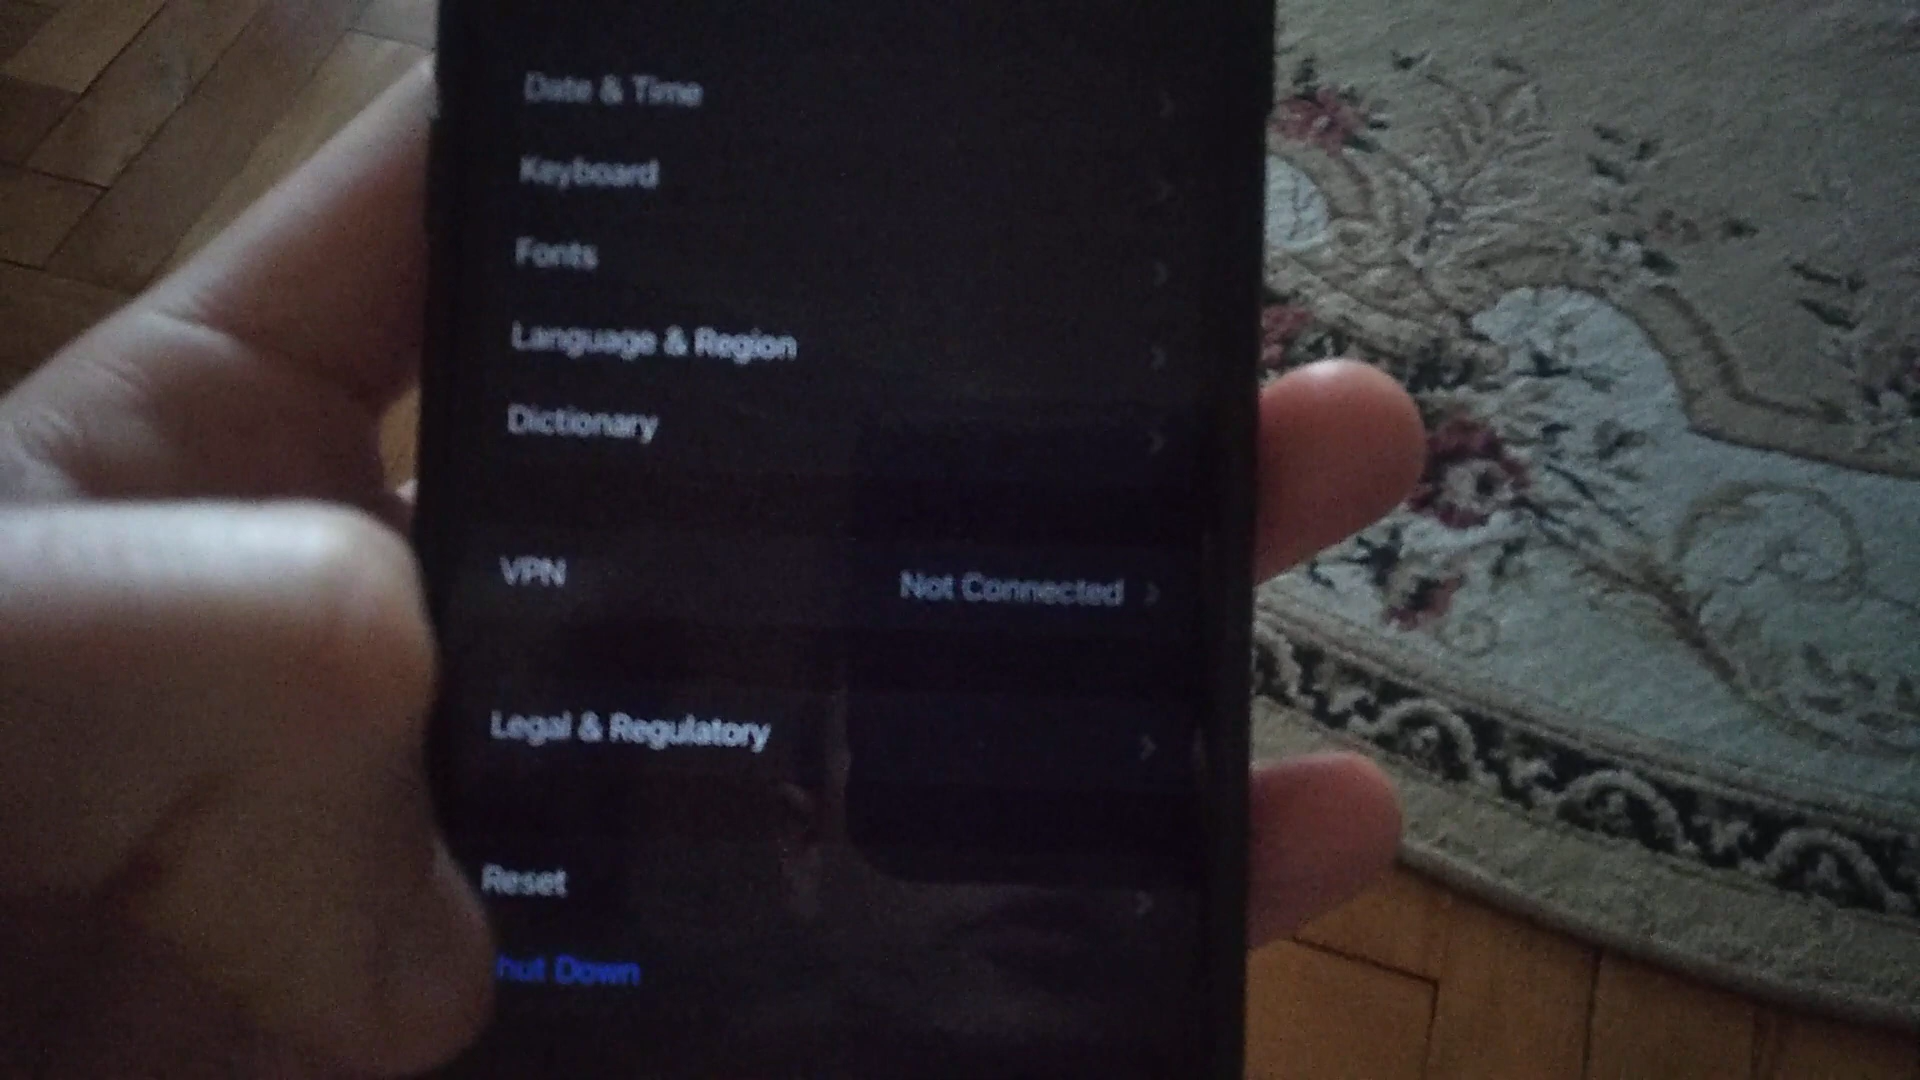 Date & Time
Keyboard
Fonts
Language & Region
Dictionary
VPN Not Connected
Legal & Regulatory
Reset
hut Down